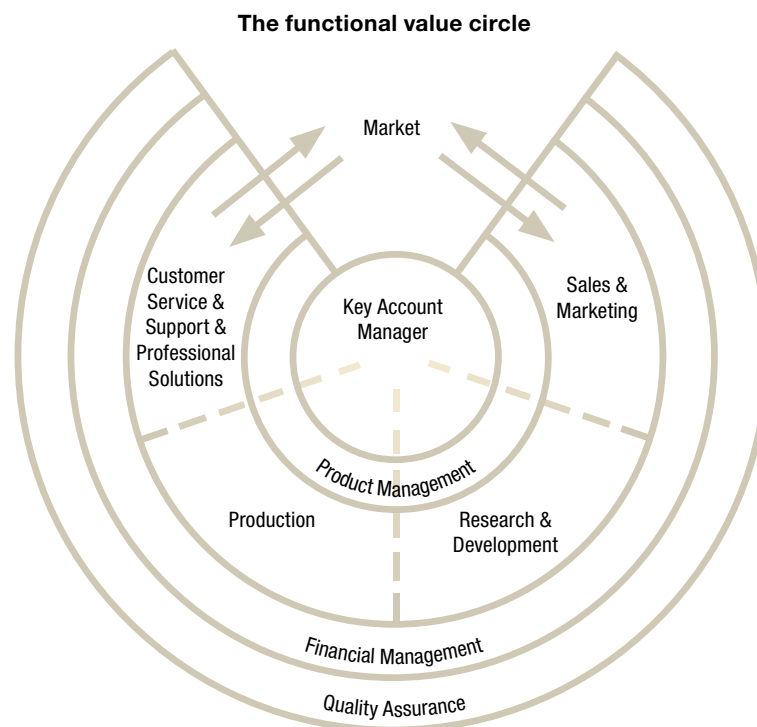 The functional value circle
Market
Customer
Service &
Support &
Professional
Solutions
Key Account
Manager
Sales &
Marketing
Product Management
Production
Research &
Development
Financial Management
Quality Assurance